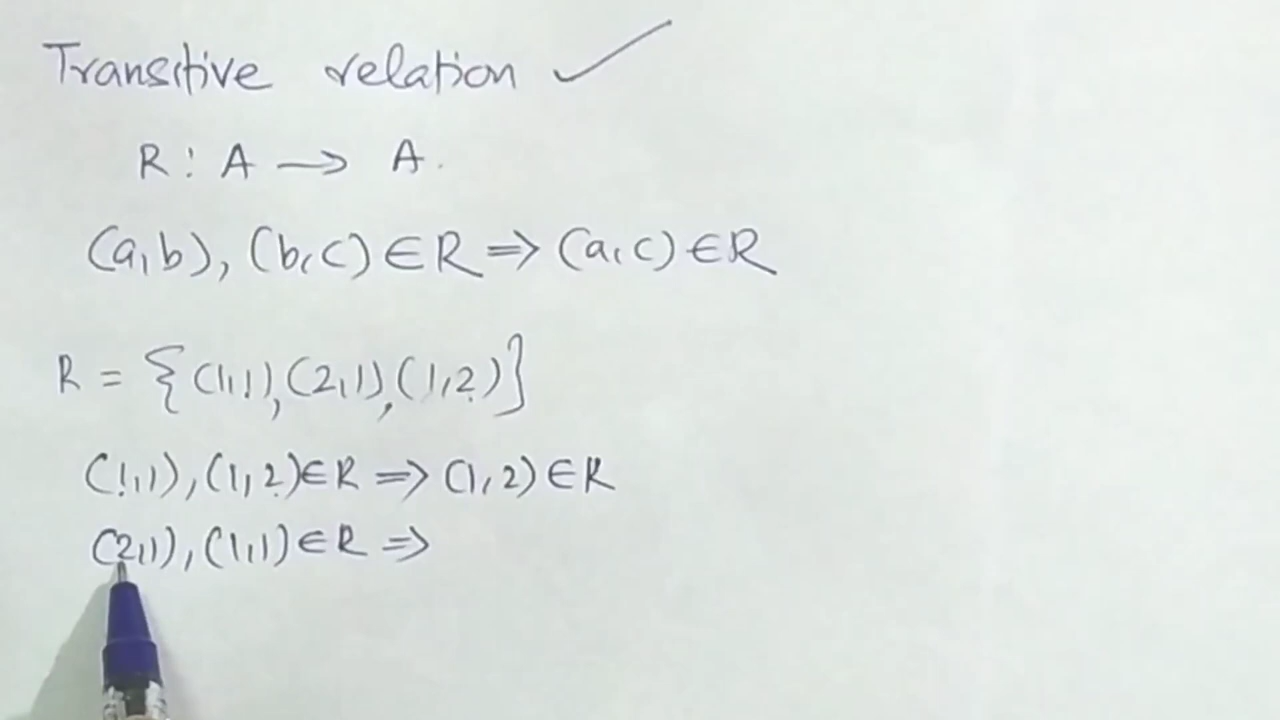 Transitive relation ✓
R : A → A.
(a,b), (b,c) ∈ R ⇒ (a,c) ∈ R
R = {(1,1), (2,1), (1,2)}
(1,1), (1,2) ∈ R ⇒ (1,2) ∈ R
(2,1), (1,1) ∈ R ⇒